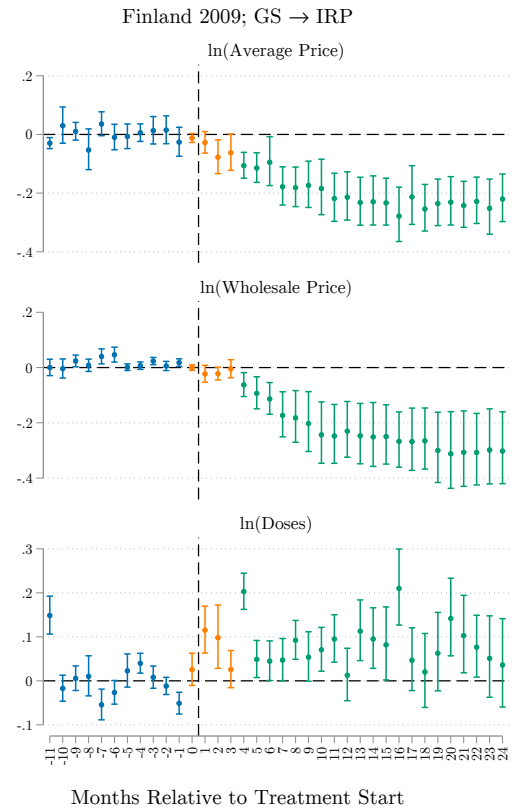 Finland 2009; GS → IRP
ln(Average Price)
.2
0
-.2
-.4
ln(Wholesale Price)
.2
0
-.2
-.4
ln(Doses)
.3
.2
.1
0
-.1
-11 -10 -9 -8 -7 -6 -5 -4 -3 -2 -1 0 1 2 3 4 5 6 7 8 9 10 11 12 13 14 15 16 17 18 19 20 21 22 23 24
Months Relative to Treatment Start